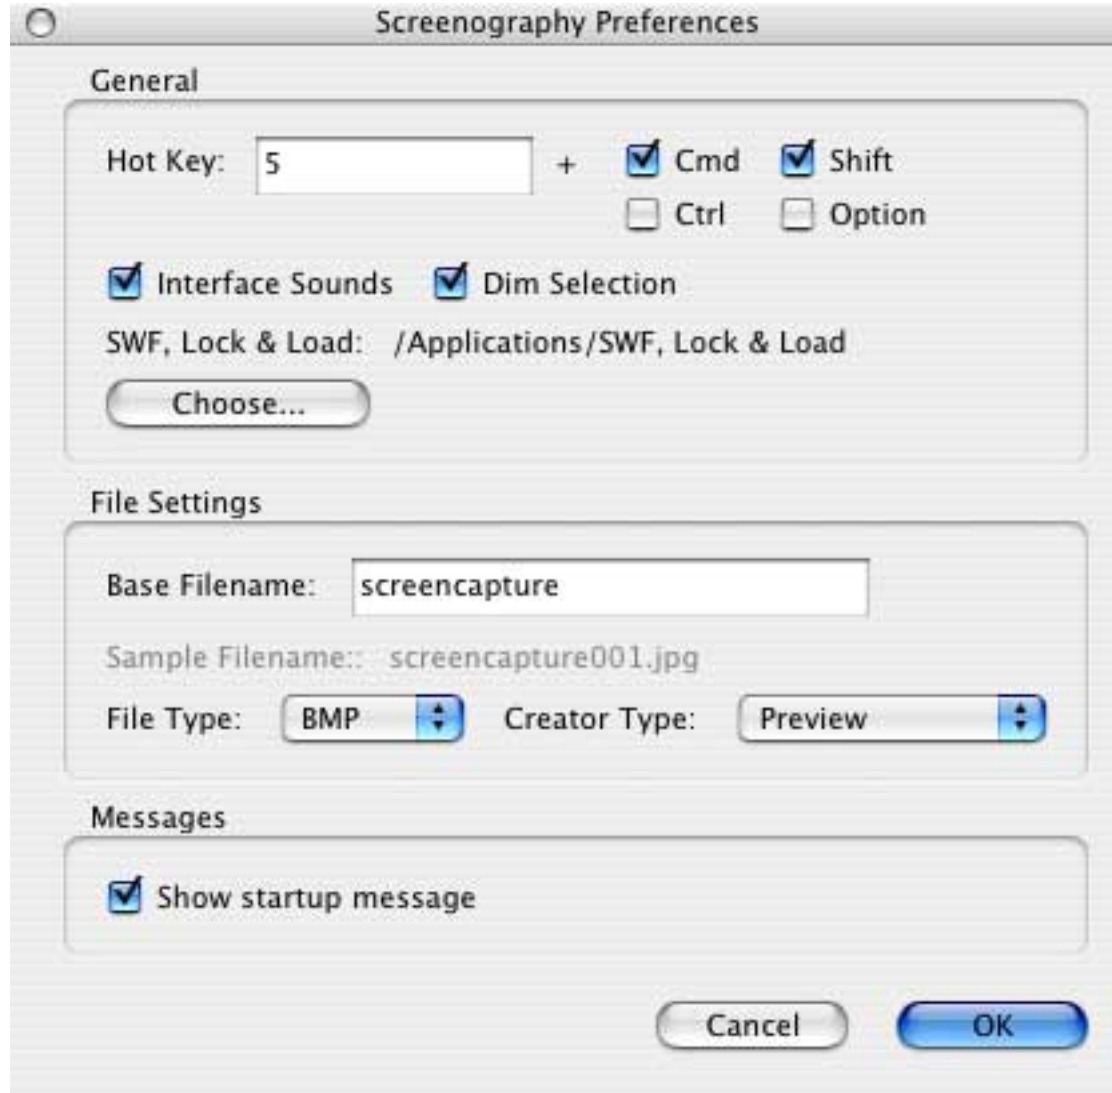 Screenography Preferences
General
Hot Key: 5 + Cmd Shift
Ctrl Option
Interface Sounds Dim Selection
SWF, Lock & Load: /Applications/SWF, Lock & Load
Choose...
File Settings
Base Filename: screencapture
Sample Filename:: screencapture001.jpg
File Type: BMP Creator Type: Preview
Messages
Show startup message
Cancel OK